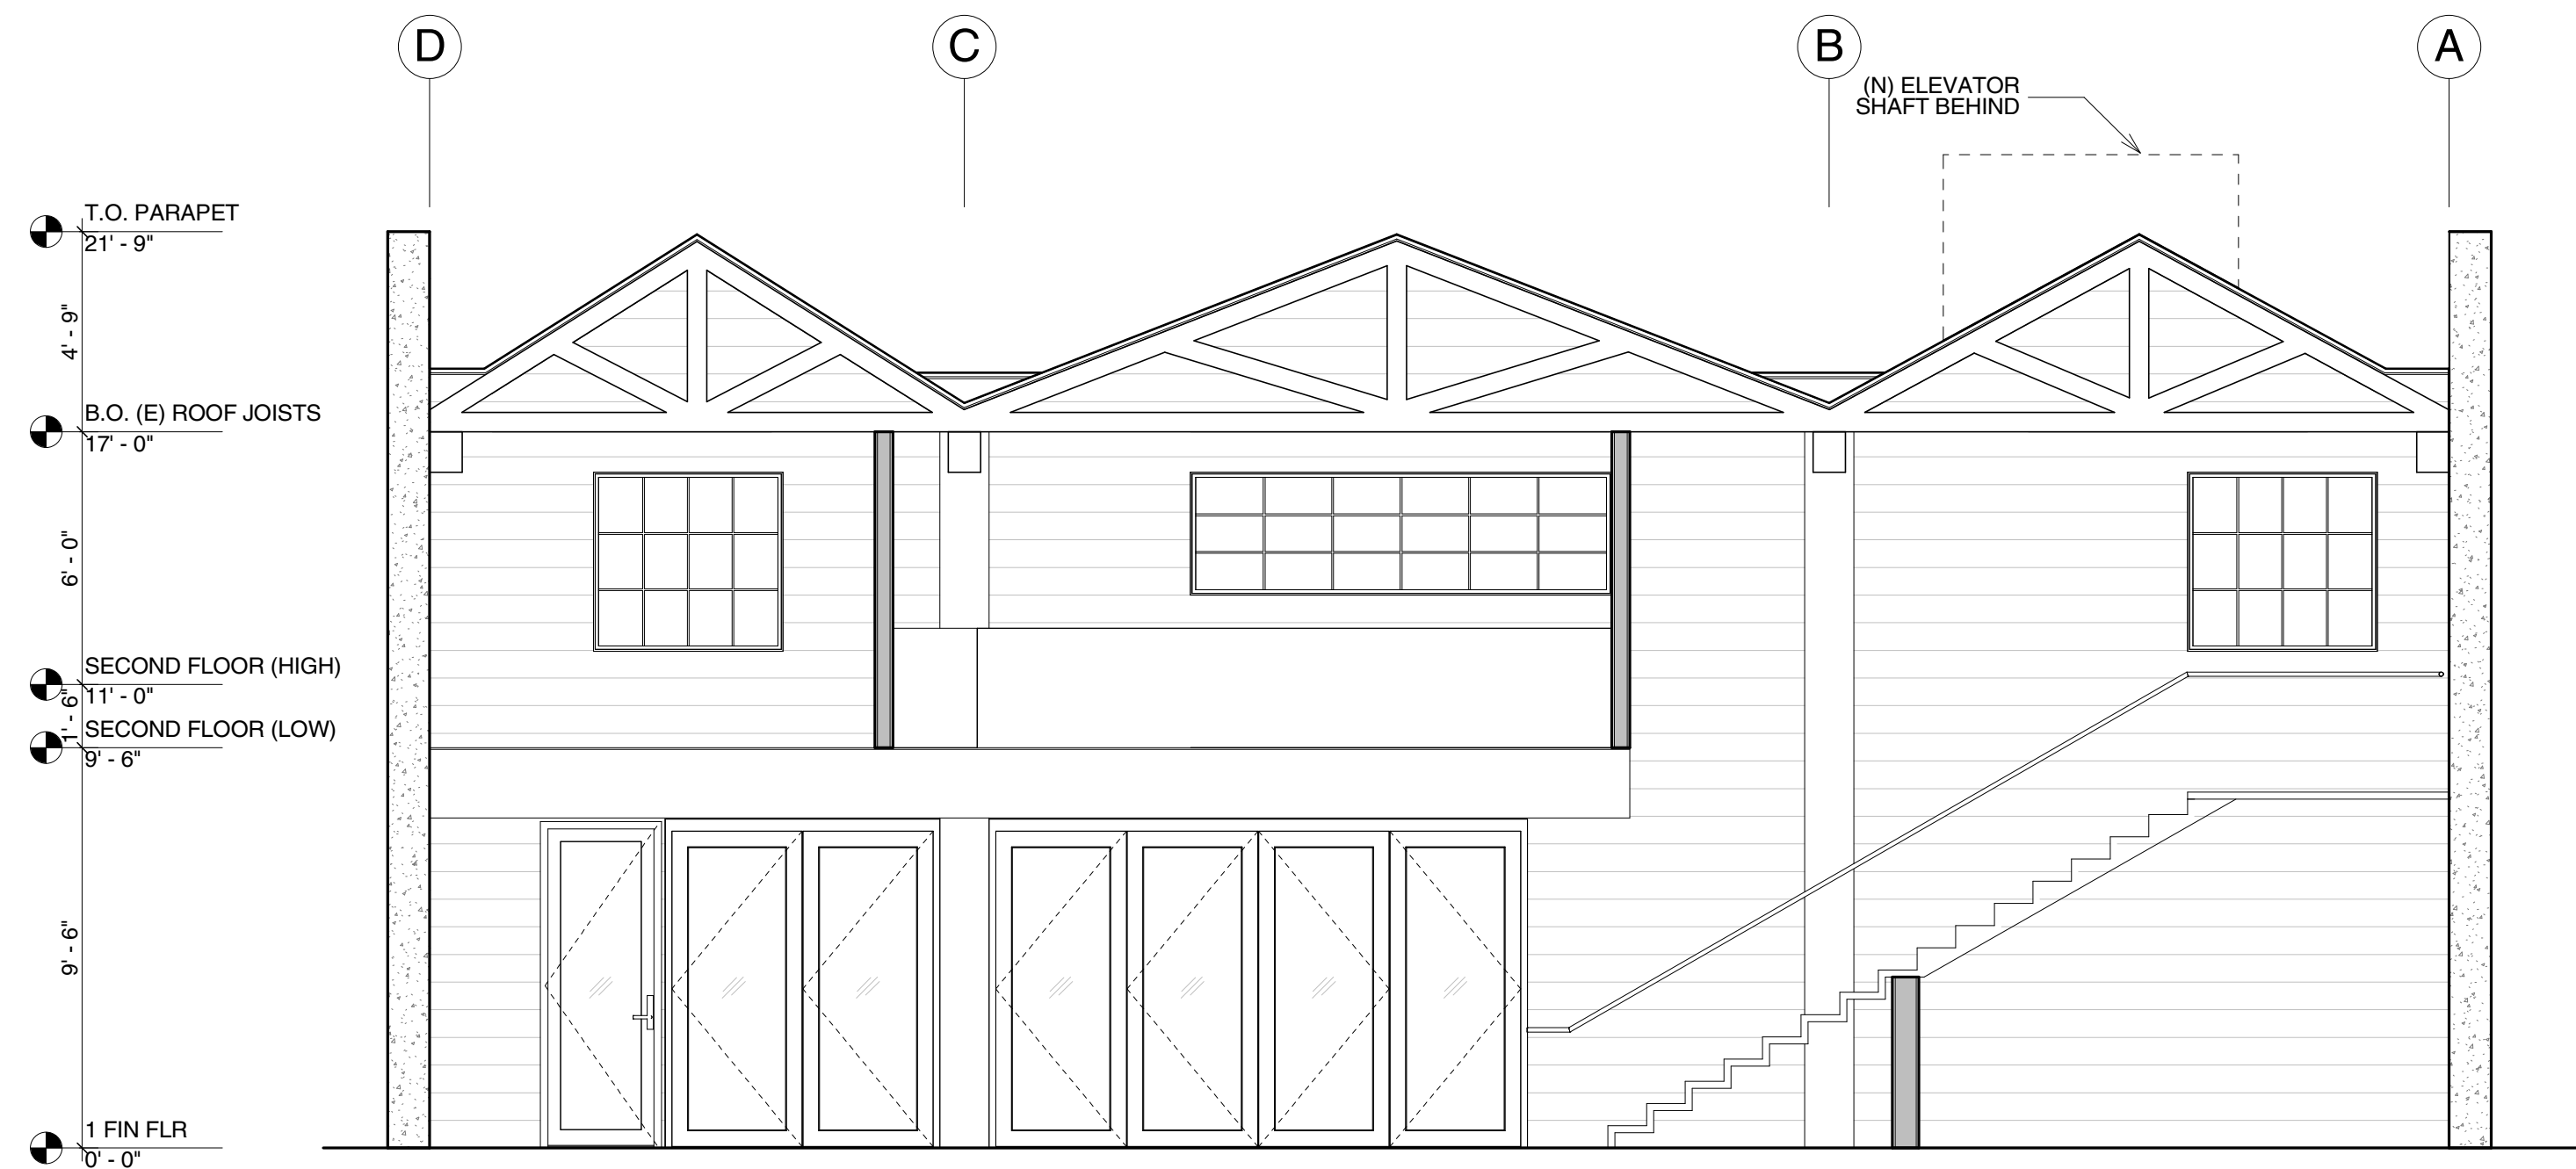 D
C
B
A
(N) ELEVATOR
SHAFT BEHIND
T.O. PARAPET
21' - 9"
4' - 9"
B.O. (E) ROOF JOISTS
17' - 0"
6' - 0"
SECOND FLOOR (HIGH)
11' - 0"
1' - 6"
SECOND FLOOR (LOW)
9' - 6"
9' - 6"
1 FIN FLR
0' - 0"